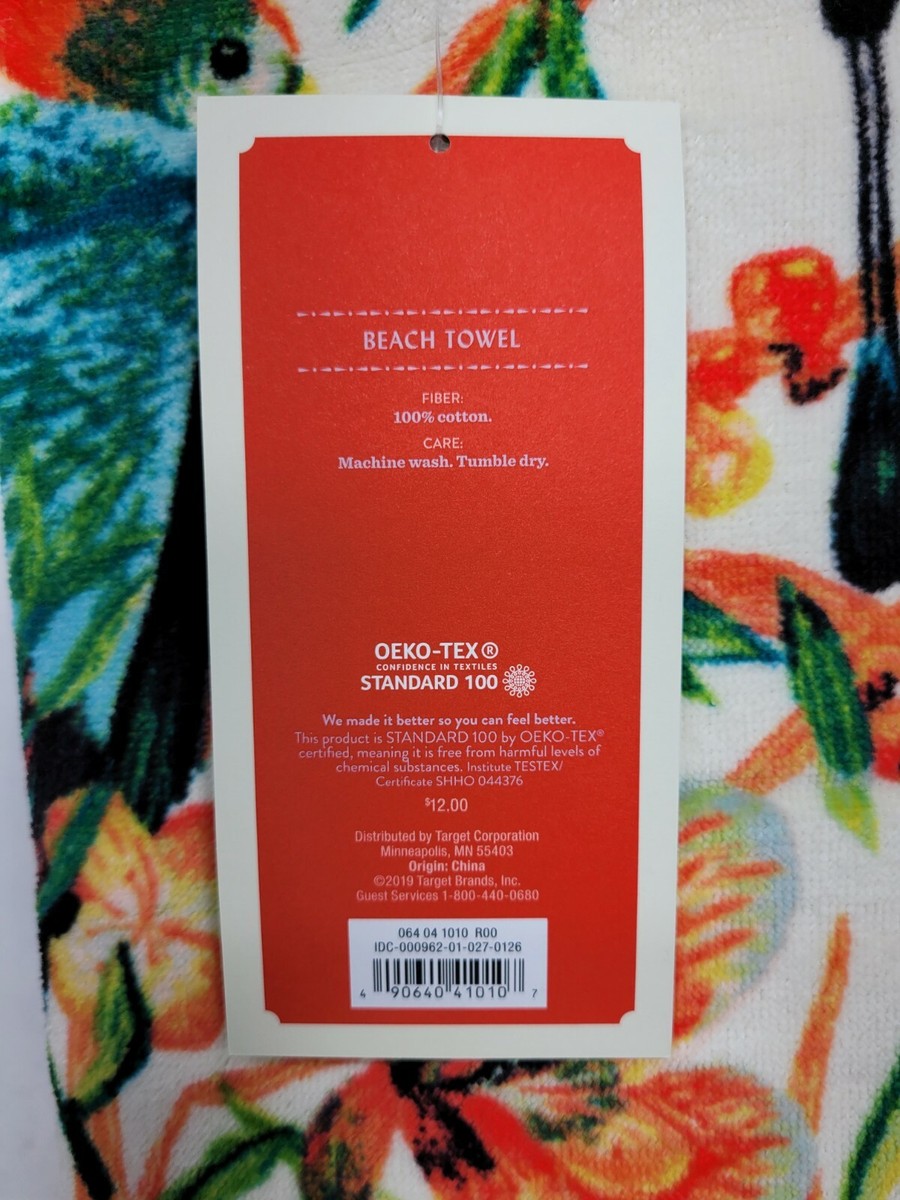 BEACH TOWEL
FIBER:
100% cotton.
CARE:
Machine wash. Tumble dry.
OEKO-TEX®
CONFIDENCE IN TEXTILES
STANDARD 100
We made it better so you can feel better.
This product is STANDARD 100 by OEKO-TEX®
certified, meaning it is free from harmful levels of
chemical substances. Institute TESTEX/
Certificate SHHO 044376
$12.00
Distributed by Target Corporation
Minneapolis, MN 55403
Origin: China
©2019 Target Brands, Inc.
Guest Services 1-800-440-0680
064 04 1010 R00
IDC-000962-01-027-0126
4 90640 41010 7